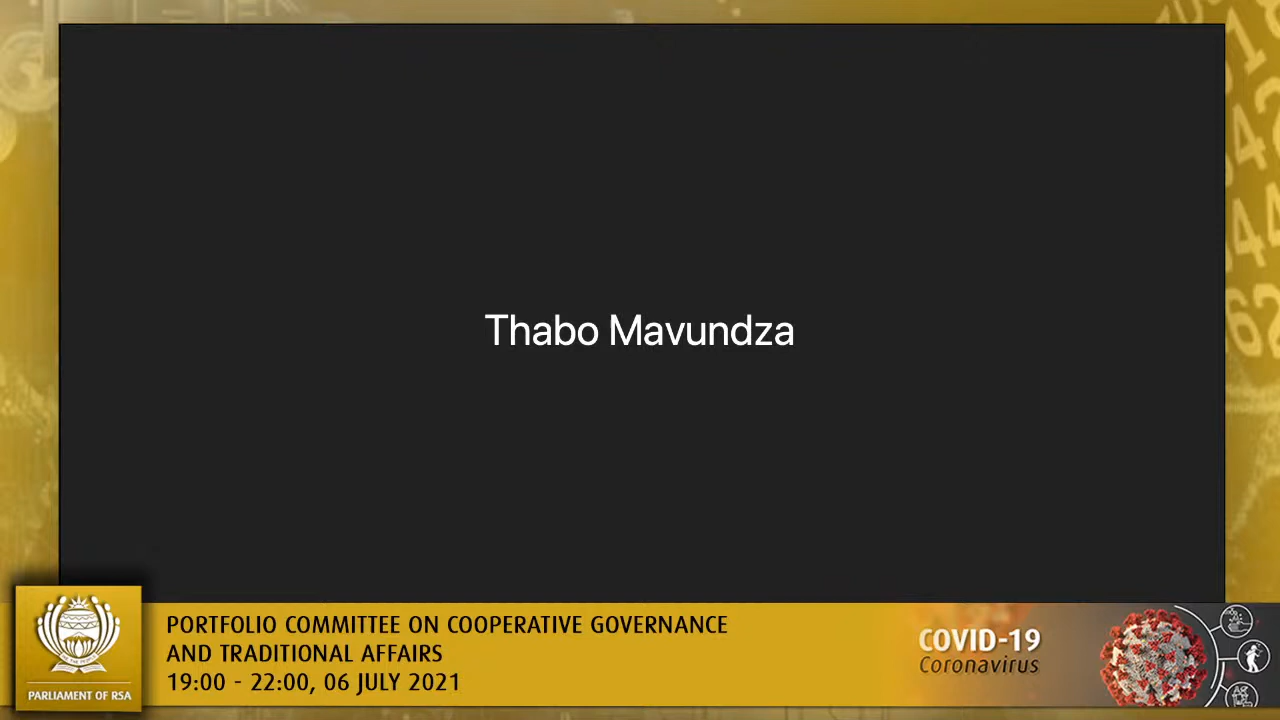 Thabo Mavundza
PORTFOLIO COMMITTEE ON COOPERATIVE GOVERNANCE
AND TRADITIONAL AFFAIRS
19:00 - 22:00, 06 JULY 2021
PARLIAMENT OF RSA
COVID-19
Coronavirus